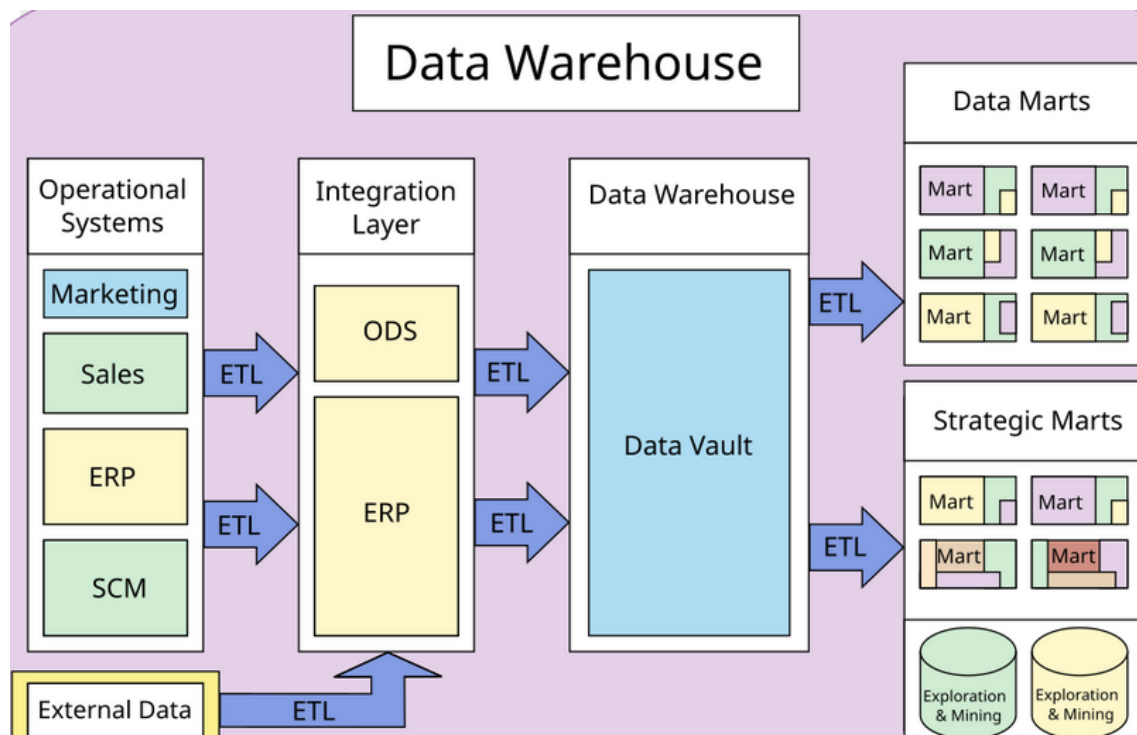 Data Warehouse
Operational
Systems
Marketing
Sales
ERP
SCM
External Data
ETL
ETL
ETL
Integration
Layer
ODS
ERP
ETL
ETL
Data Warehouse
Data Vault
ETL
ETL
Data Marts
Mart
Mart
Mart
Mart
Mart
Mart
Strategic Marts
Mart
Mart
Mart
Mart
Exploration
& Mining
Exploration
& Mining